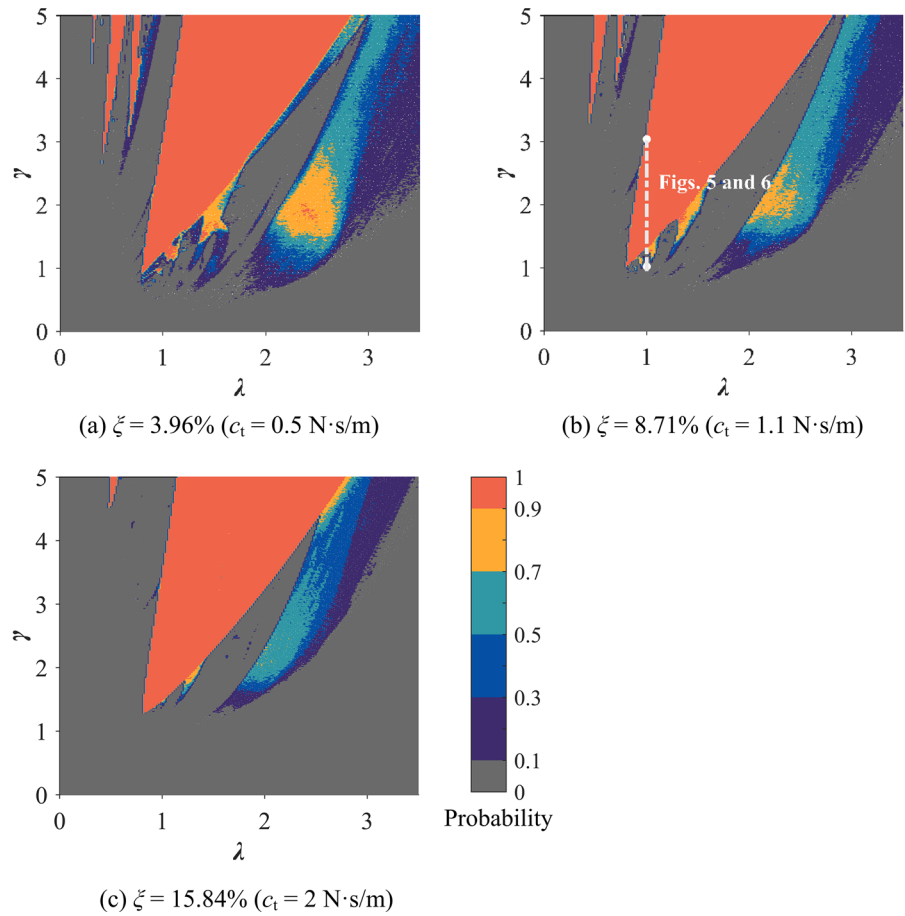 5
5
4
4
3
3
γ
γ
Figs. 5 and 6
2
2
1
1
0
0
0 1 2 3
0 1 2 3
λ
λ
(a) ξ = 3.96% (cₜ = 0.5 N·s/m)
(b) ξ = 8.71% (cₜ = 1.1 N·s/m)
5
4
3
γ
2
1
0
0 1 2 3
λ
1
0.9
0.7
0.5
0.3
0.1
0
Probability
(c) ξ = 15.84% (cₜ = 2 N·s/m)